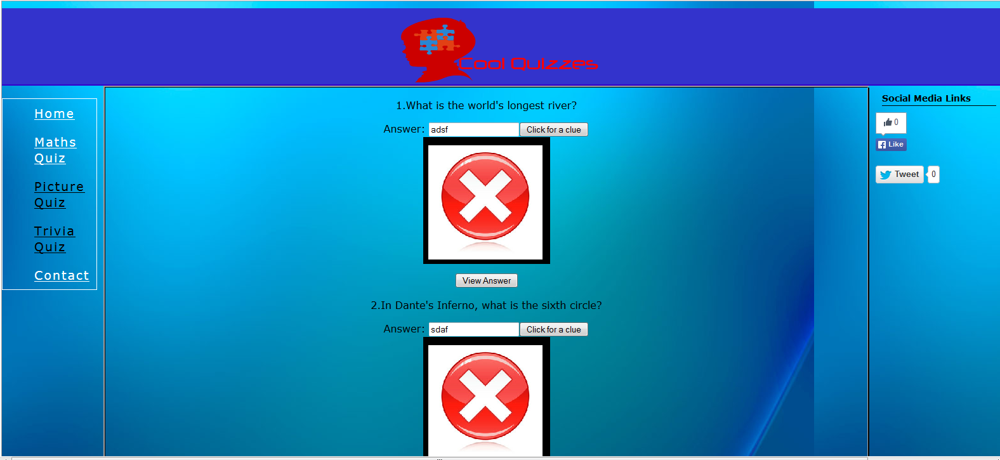 Cool Quizzes
Home
Maths
Quiz
Picture
Quiz
Trivia
Quiz
Contact
1.What is the world's longest river?
Answer: adsf Click for a clue
View Answer
2.In Dante's Inferno, what is the sixth circle?
Answer: sdaf Click for a clue
Social Media Links
0
Like
Tweet 0